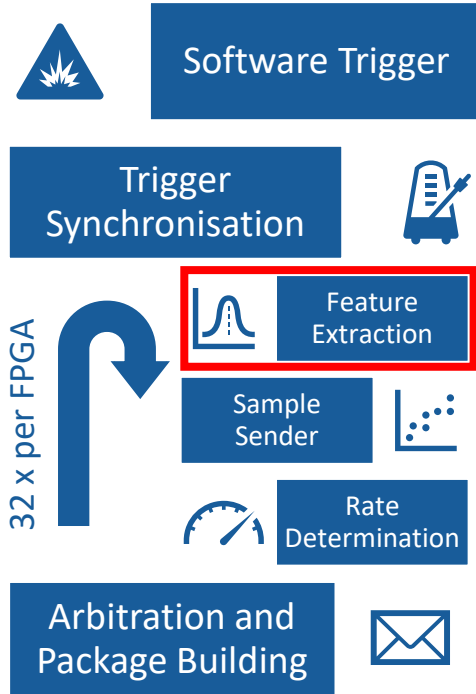 Software Trigger
Trigger
Synchronisation
Feature
Extraction
32 x per FPGA
Sample
Sender
Rate
Determination
Arbitration and
Package Building